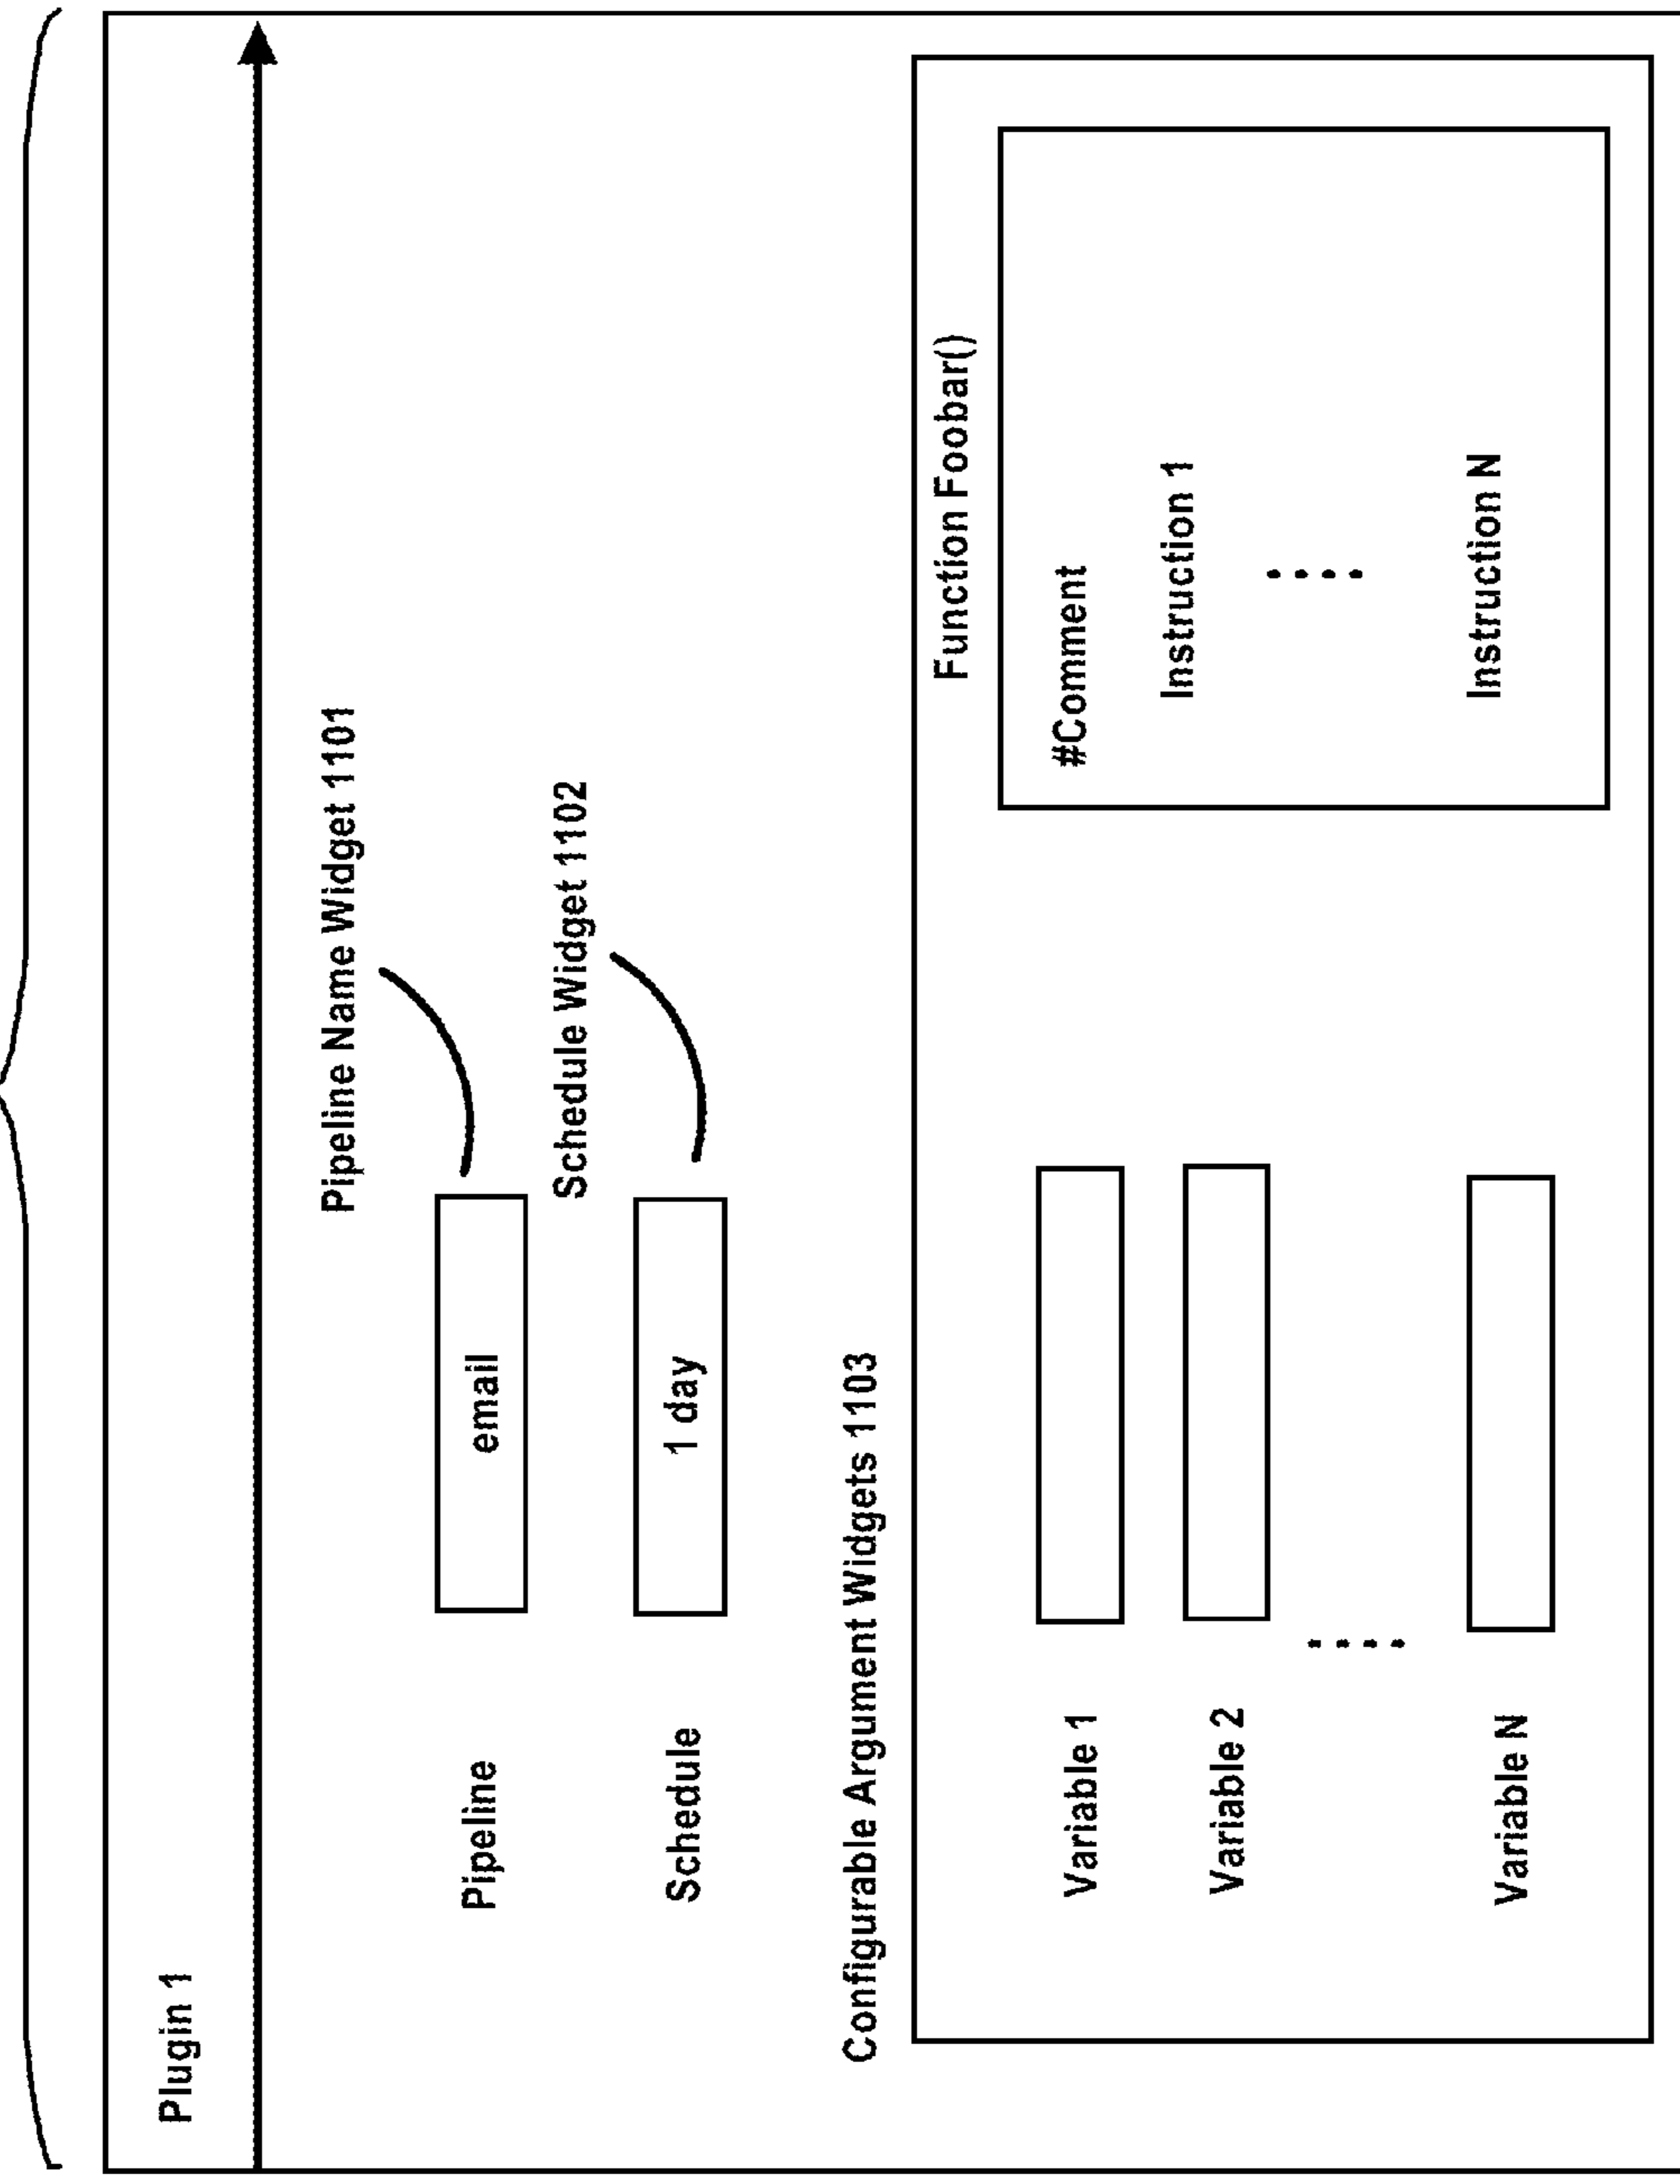 Plugin 1
Pipeline Name Widget 1101
Pipeline
email
Schedule Widget 1102
Schedule
1 day
Configurable Argument Widgets 1103
Function Foobar()
Variable 1
#Comment
Variable 2
Instruction 1
....
....
Variable N
Instruction N